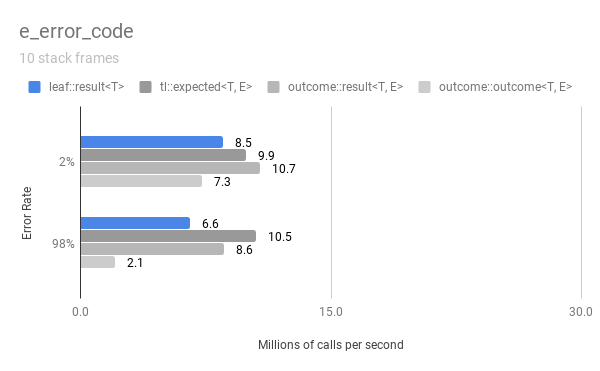 e_error_code
10 stack frames
leaf::result<T> tl::expected<T, E> outcome::result<T, E> outcome::outcome<T, E>
Error Rate
2%
8.5
9.9
10.7
7.3
98%
6.6
10.5
8.6
2.1
0.0 15.0 30.0
Millions of calls per second